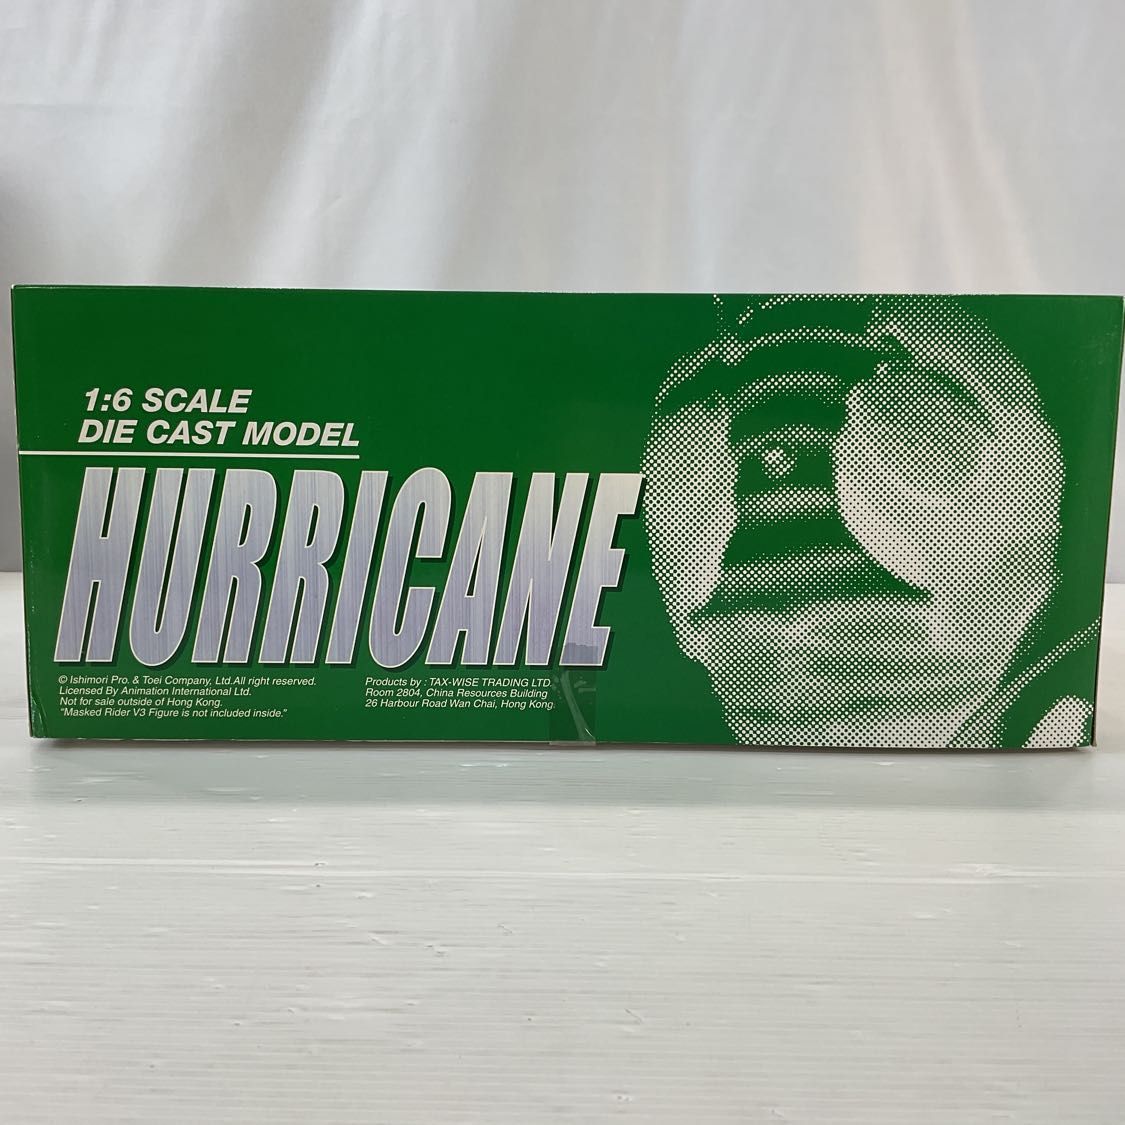 1:6 SCALE
DIE CAST MODEL
HURRICANE
© Ishimori Pro. & Toei Company, Ltd.All right reserved.
Licensed By Animation International Ltd.
Not for sale outside of Hong Kong.
"Masked Rider V3 Figure is not included inside."
Products by : TAX-WISE TRADING LTD.
Room 2804, China Resources Building
26 Harbour Road Wan Chai, Hong Kong.